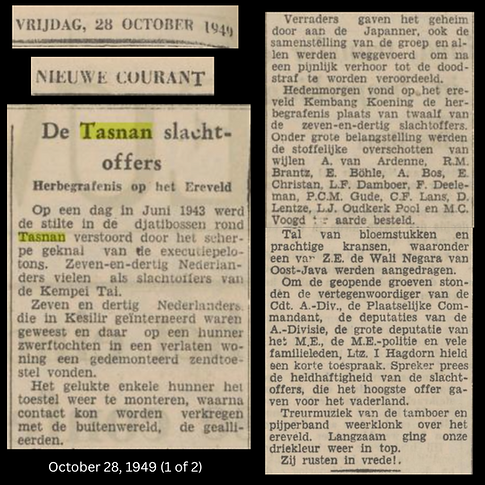 VRIJDAG, 28 OCTOBER 1949
NIEUWE COURANT
De Tasnan slacht-
offers
Herbegrafenis op het Ereveld
Op een dag in Juni 1943 werd
de stilte in de djatibossen rond
Tasnan verstoord door het scher-
pe geknal van de executiepelo-
tons. Zeven-en-dertig Nederlan-
ders vielen als slachtoffers van
de Kempei Tai.
Zeven en dertig Nederlanders
die in Kesilir geïnterneerd waren
geweest en daar op een hunner
zwerftochten in een verlaten wo-
ning een gedemonteerd zendtoe-
stel vonden.
Het gelukte enkele hunner het
toestel weer te monteren, waarna
contact kon worden verkregen
met de buitenwereld, de geälli-
eerden.
October 28, 1949 (1 of 2)
Verraders gaven het geheim
door aan de Japanner, ook de
samenstelling van de groep en al-
len werden weggevoerd om na
een pijnlijk verhoor tot de dood-
straf te worden veroordeeld.
Hedenmorgen vond op het ere-
veld Kembang Koening de her-
begrafenis plaats van twaalf van
de zeven-en-dertig slachtoffers.
Onder grote belangstelling werden
de stoffelijke overschotten van
wijlen A. van Ardenne, R.M.
Brantz, E. Böhle, A. Bos, E.
Christan, L.F. Damboer, F. Deele-
man, P.C.M. Gude, C.F. Lans, D.
Lentze, L.J. Oudkerk Pool en M.C.
Voogd ter aarde besteld.
Tal van bloemstukken en
prachtige kransen, waaronder
een van Z.E. de Wali Negara van
Oost-Java werden aangedragen.
Om de geopende groeven ston-
den de vertegenwoordiger van de
Cdt. A.-Div., de Plaatselijke Com-
mandant, de deputaties van de
A.-Divisie, de grote deputatie van
het M.E., de M.E.-politie en vele
familieleden, Ltz. I Hagdorn hield
een korte toespraak. Spreker prees
de heldhaftigheid van de slacht-
offers, die het hoogste offer ga-
ven voor het vaderland.
Treurmuziek van de tamboer en
pijperband weerklonk over het
ereveld. Langzaam ging onze
driekleur weer in top.
Zij rusten in vrede!.